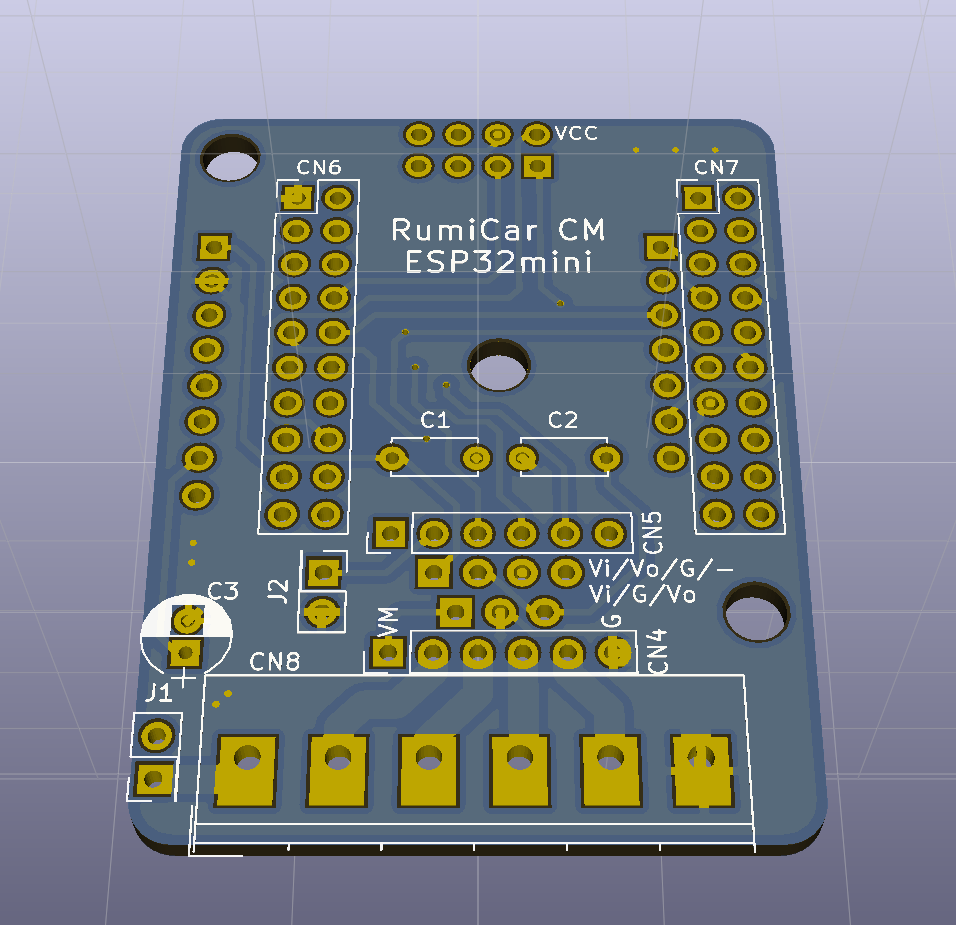 VCC
CN6
CN7
RumiCar CM
ESP32mini
C1
C2
CN5
Vi/Vo/G/-
Vi/G/Vo
J2
C3
VM
G
CN4
CN8
+
J1